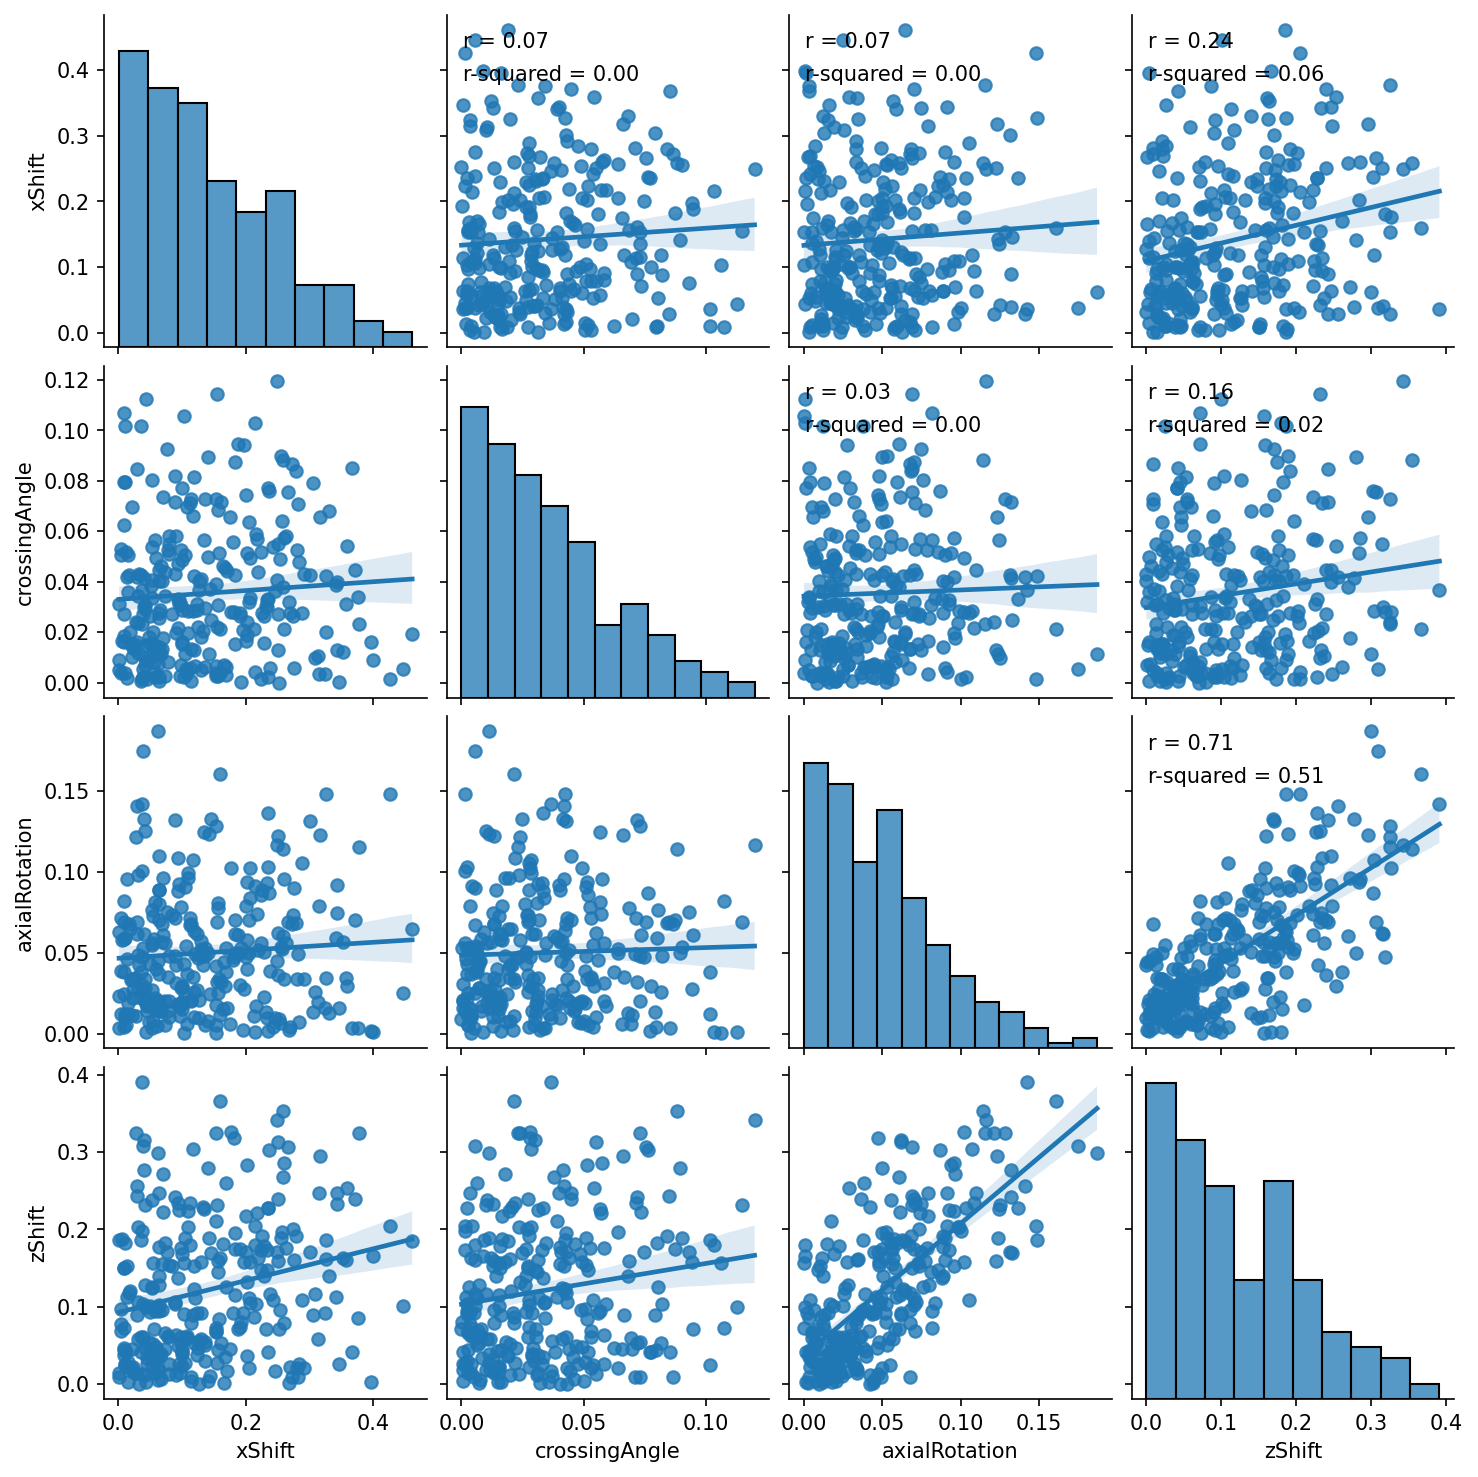 r = 0.07
r-squared = 0.00
r = 0.07
r-squared = 0.00
r = 0.24
r-squared = 0.06
xShift
0.4
0.3
0.2
0.1
0.0
r = 0.03
r-squared = 0.00
r = 0.16
r-squared = 0.02
crossingAngle
0.12
0.10
0.08
0.06
0.04
0.02
0.00
r = 0.71
r-squared = 0.51
axialRotation
0.15
0.10
0.05
0.00
zShift
0.4
0.3
0.2
0.1
0.0
0.0 0.2 0.4
xShift
0.00 0.05 0.10
crossingAngle
0.00 0.05 0.10 0.15
axialRotation
0.0 0.1 0.2 0.3 0.4
zShift